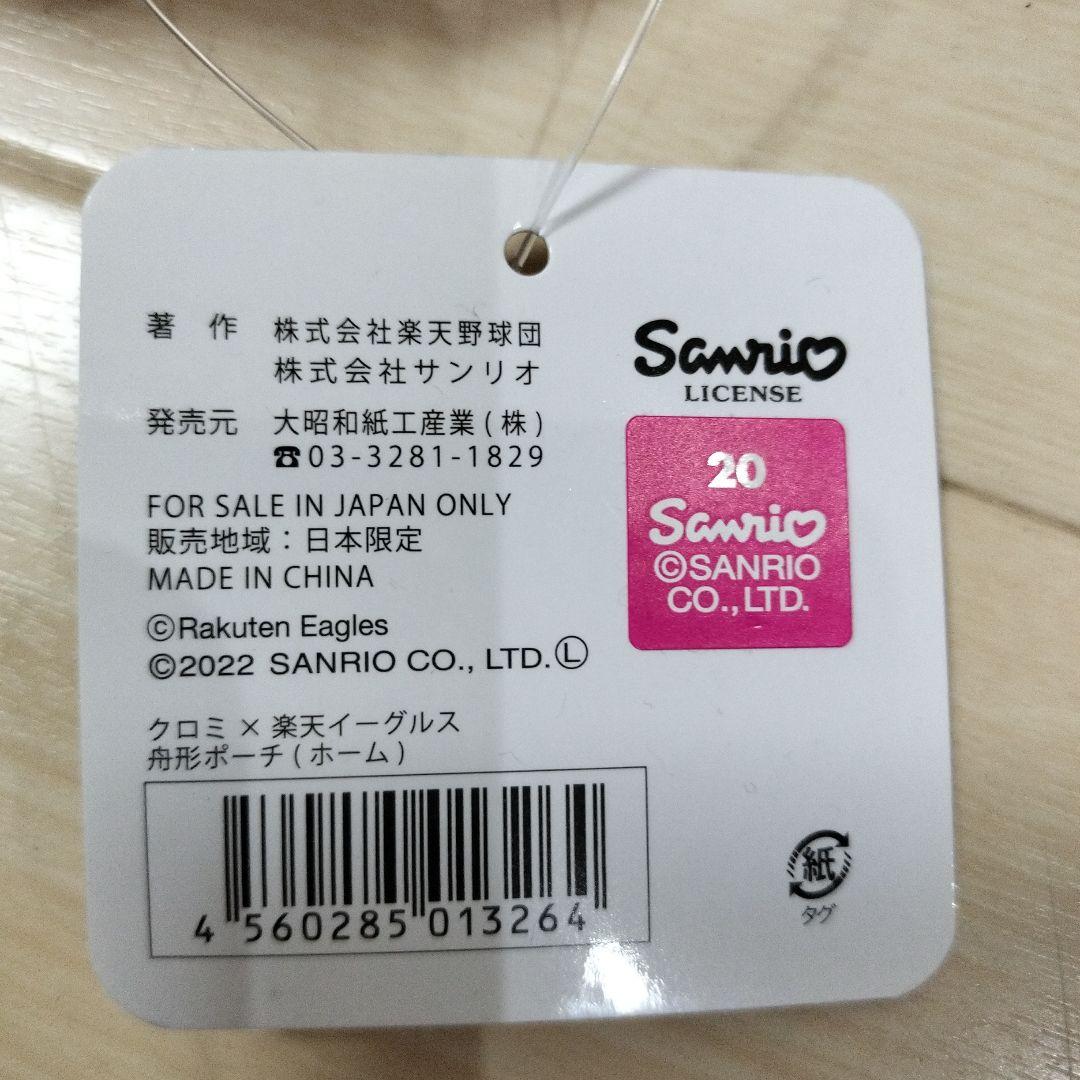 著 作 株式会社楽天野球団
株式会社サンリオ
発売元 大昭和紙工産業(株)
☎03-3281-1829
FOR SALE IN JAPAN ONLY
販売地域：日本限定
MADE IN CHINA
©Rakuten Eagles
©2022 SANRIO CO., LTD. Ⓛ
クロミ × 楽天イーグルス
舟形ポーチ(ホーム)
4 560285 013264
Sanrio
LICENSE
20
Sanrio
©SANRIO
CO., LTD.
紙
タグ